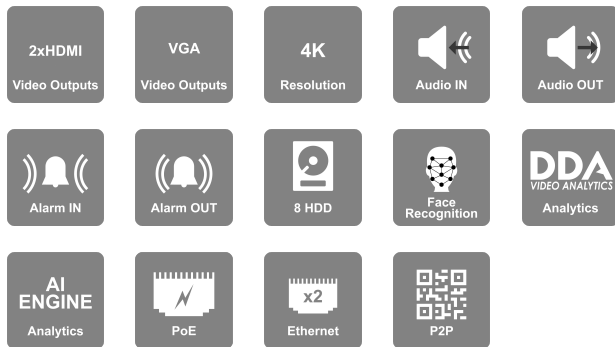 2xHDMI
Video Outputs
VGA
Video Outputs
4K
Resolution
Audio IN
Audio OUT
Alarm IN
Alarm OUT
8 HDD
Face
Recognition
DDA
VIDEO ANALYTICS
Analytics
AI
ENGINE
Analytics
PoE
x2
Ethernet
P2P